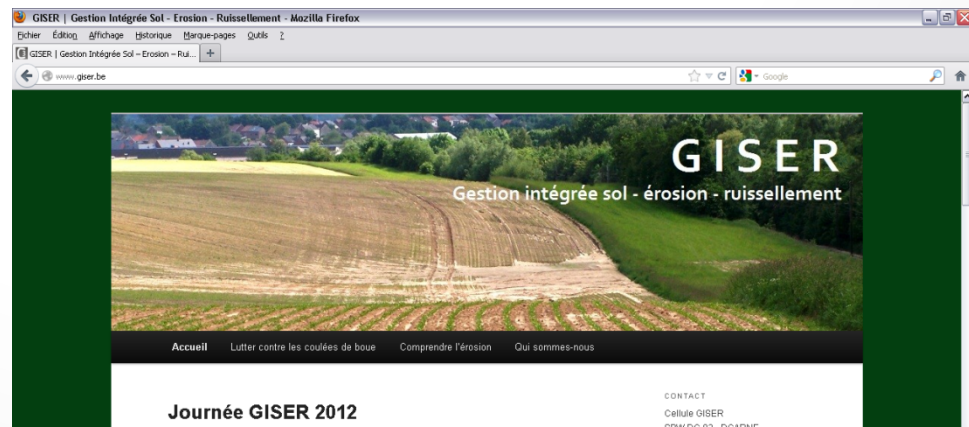 GISER | Gestion Intégrée Sol - Erosion - Ruissellement - Mozilla Firefox
Fichier Édition Affichage Historique Marque-pages Outils ?
GISER | Gestion Intégrée Sol – Erosion – Rui... +
www.giser.be Google
GISER
Gestion intégrée sol - érosion - ruissellement
Accueil Lutter contre les coulées de boue Comprendre l'érosion Qui sommes-nous
Journée GISER 2012
CONTACT
Cellule GISER